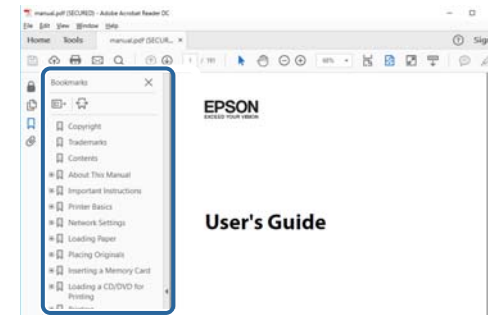 manual.pdf (SECURED) - Adobe Acrobat Reader DC
File Edit View Window Help
Home Tools manual.pdf (SECUR... ×
Sig
1 / 191
Bookmarks
Copyright
Trademarks
Contents
About This Manual
Important Instructions
Printer Basics
Network Settings
Loading Paper
Placing Originals
Inserting a Memory Card
Loading a CD/DVD for
Printing
EPSON
EXCEED YOUR VISION
User's Guide